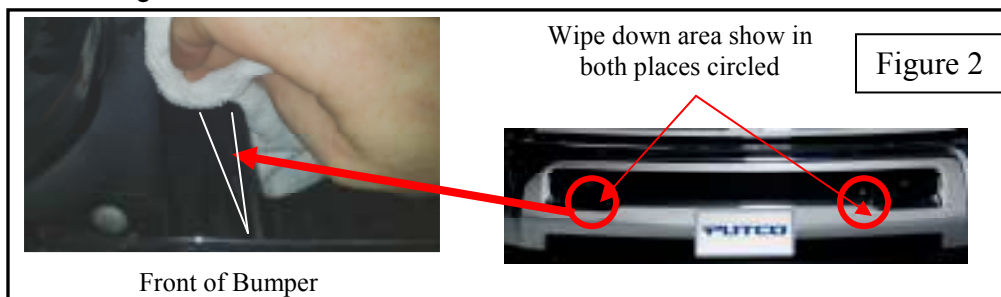 Wipe down area show in
both places circled
Figure 2
PUTCO
Front of Bumper